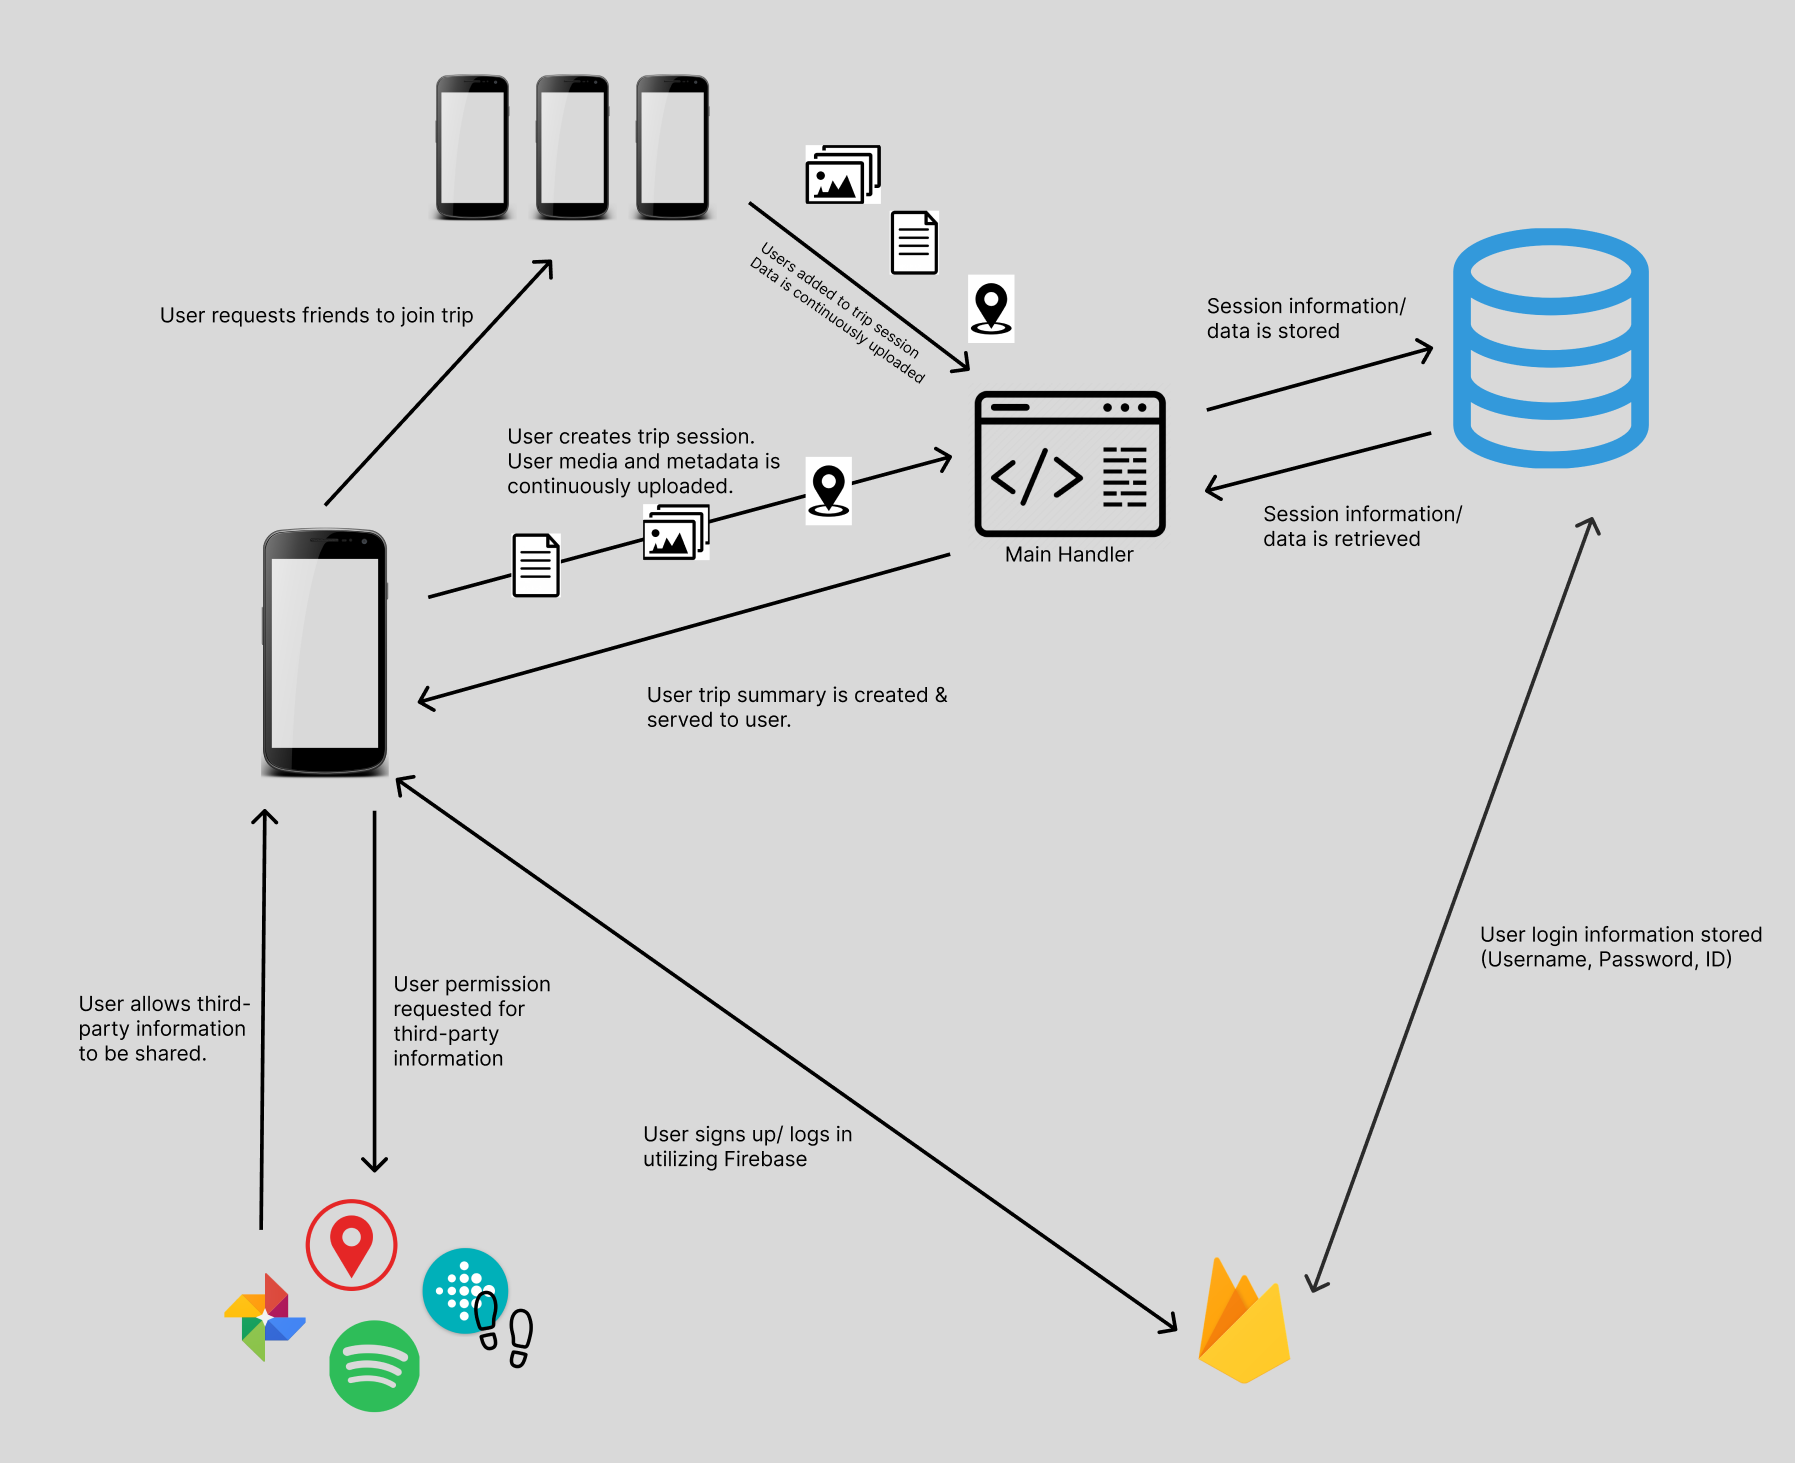 Users added to trip session
Data is continuously uploaded
User requests friends to join trip
Session information/
data is stored
User creates trip session.
User media and metadata is
continuously uploaded.
Main Handler
Session information/
data is retrieved
User trip summary is created &
served to user.
User login information stored
(Username, Password, ID)
User allows third-
party information
to be shared.
User permission
requested for
third-party
information
User signs up/ logs in
utilizing Firebase